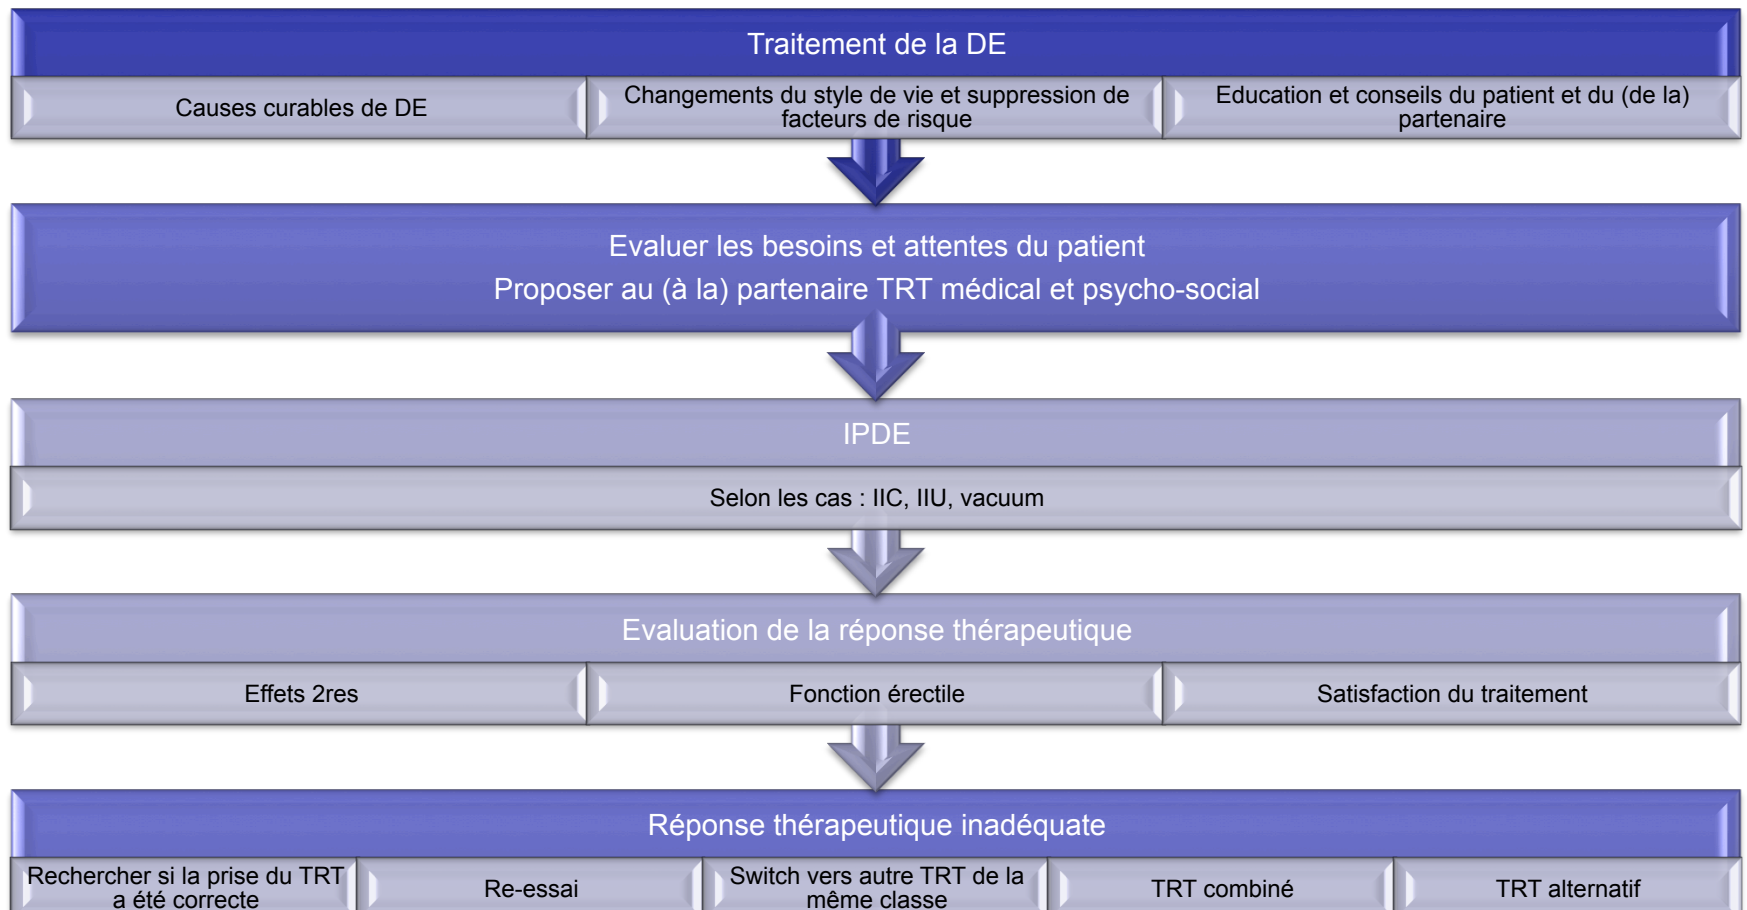 Traitement de la DE
Causes curables de DE
Changements du style de vie et suppression de
facteurs de risque
Education et conseils du patient et du (de la)
partenaire
Evaluer les besoins et attentes du patient
Proposer au (à la) partenaire TRT médical et psycho-social
IPDE
Selon les cas : IIC, IIU, vacuum
Evaluation de la réponse thérapeutique
Effets 2res
Fonction érectile
Satisfaction du traitement
Réponse thérapeutique inadéquate
Rechercher si la prise du TRT
a été correcte
Re-essai
Switch vers autre TRT de la
même classe
TRT combiné
TRT alternatif